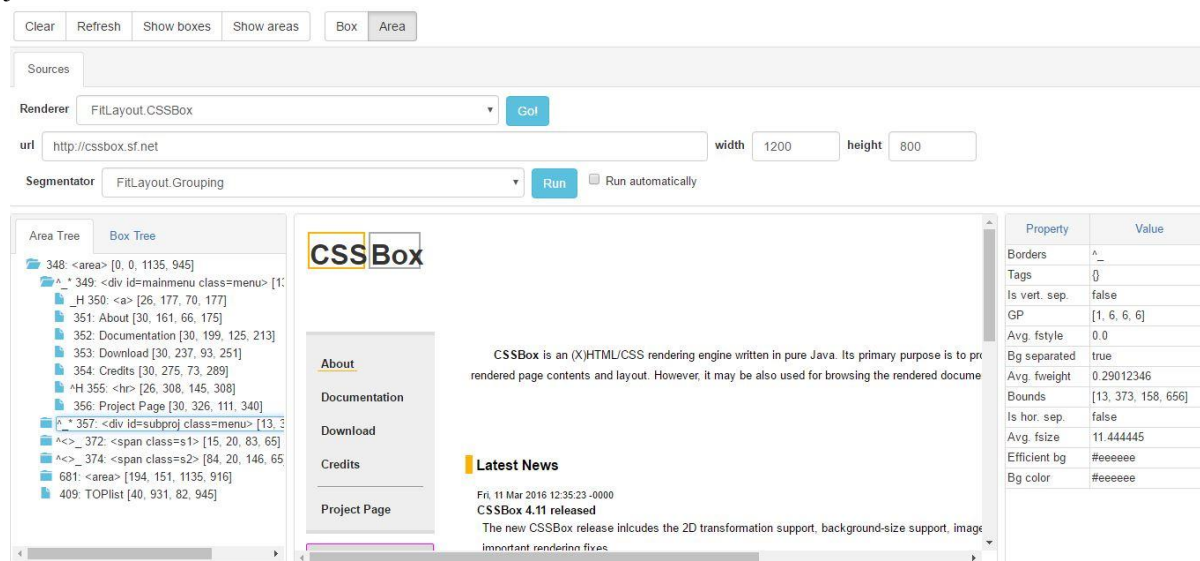 Clear Refresh Show boxes Show areas Box Area
Sources
Renderer FitLayout.CSSBox Go!
url http://cssbox.sf.net width 1200 height 800
Segmentator FitLayout.Grouping Run Run automatically
Area Tree Box Tree
348: <area> [0, 0, 1135, 945]
^_* 349: <div id=mainmenu class=menu> [13
_H 350: <a> [26, 177, 70, 177]
351: About [30, 161, 66, 175]
352: Documentation [30, 199, 125, 213]
353: Download [30, 237, 93, 251]
354: Credits [30, 275, 73, 289]
^H 355: <hr> [26, 308, 145, 308]
356: Project Page [30, 326, 111, 340]
^_* 357: <div id=subproj class=menu> [13, 3
^<>_ 372: <span class=s1> [15, 20, 83, 65]
^<>_ 374: <span class=s2> [84, 20, 146, 65
681: <area> [194, 151, 1135, 916]
409: TOPlist [40, 931, 82, 945]
CSSBox
About
Documentation
Download
Credits
Project Page
CSSBox is an (X)HTML/CSS rendering engine written in pure Java. Its primary purpose is to pro
rendered page contents and layout. However, it may be also used for browsing the rendered docume
Latest News
Fri, 11 Mar 2016 12:35:23 -0000
CSSBox 4.11 released
The new CSSBox release inlcudes the 2D transformation support, background-size support, image
important rendering fixes
Property Value
Borders ^_
Tags {}
Is vert. sep. false
GP [1, 6, 6, 6]
Avg. fstyle 0.0
Bg separated true
Avg. fweight 0.29012346
Bounds [13, 373, 158, 656]
Is hor. sep. false
Avg. fsize 11.444445
Efficient bg #eeeeee
Bg color #eeeeee